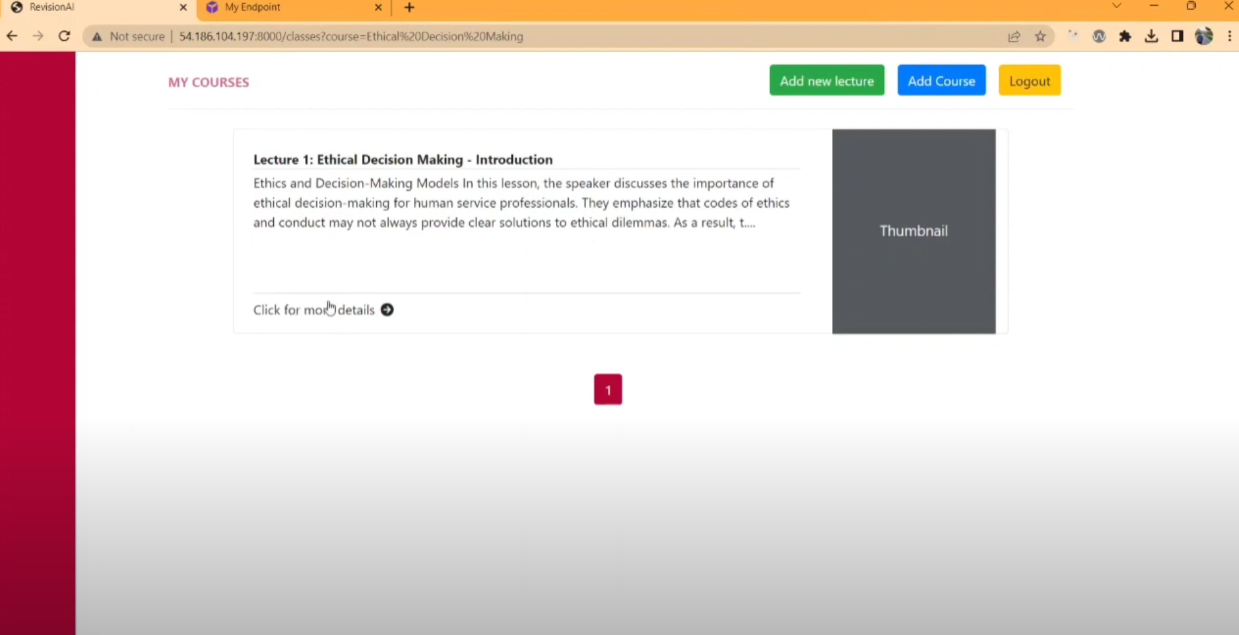 RevisionAI
My Endpoint
Not secure | 54.186.104.197:8000/classes?course=Ethical%20Decision%20Making
MY COURSES
Add new lecture
Add Course
Logout
Lecture 1: Ethical Decision Making - Introduction
Ethics and Decision-Making Models In this lesson, the speaker discusses the importance of
ethical decision-making for human service professionals. They emphasize that codes of ethics
and conduct may not always provide clear solutions to ethical dilemmas. As a result, t....
Thumbnail
Click for more details
1